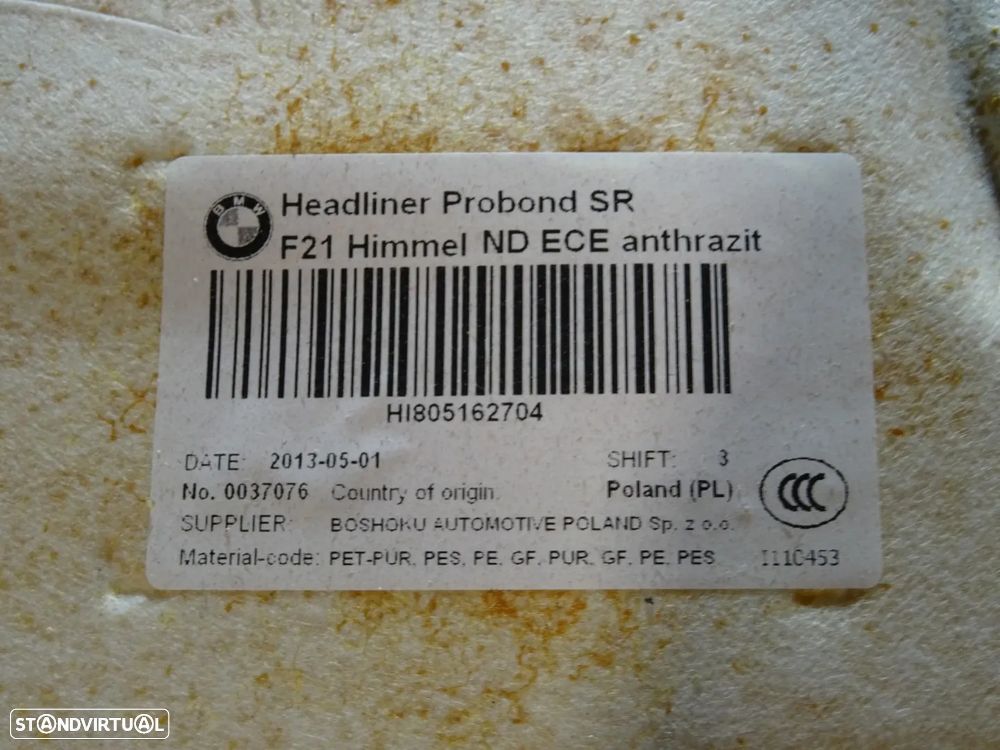 BMW
Headliner Probond SR
F21 Himmel ND ECE anthrazit
HI805162704
DATE: 2013-05-01 SHIFT: 3
No. 0037076 Country of origin: Poland (PL)
CCC
SUPPLIER: BOSHOKU AUTOMOTIVE POLAND Sp. z o.o.
Material-code: PET-PUR, PES, PE, GF, PUR, GF, PE, PES I110453
STANDVIRTUAL